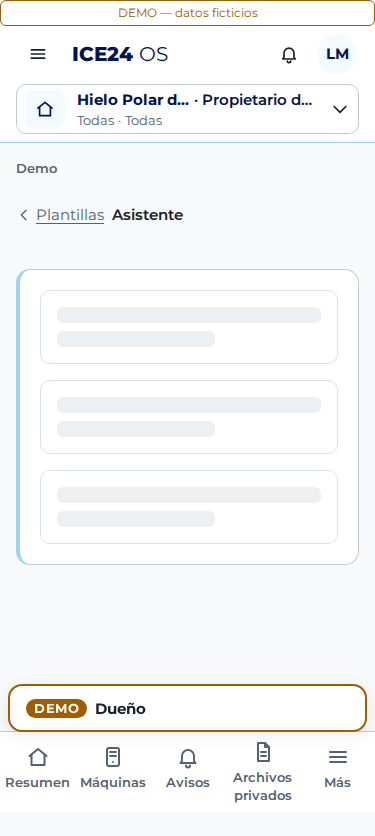 DEMO — datos ficticios
ICE24 OS
LM
Hielo Polar d... · Propietario d...
Todas · Todas
Demo
Plantillas Asistente
DEMO Dueño
Resumen Máquinas Avisos Archivos privados Más